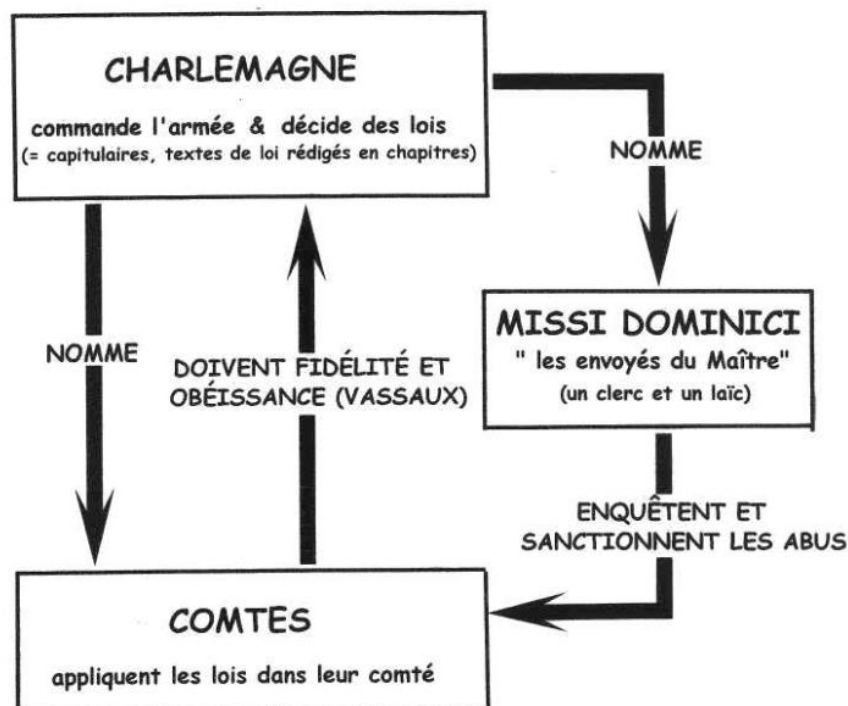 CHARLEMAGNE
commande l'armée & décide des lois
(= capitulaires, textes de loi rédigés en chapitres)
NOMME
NOMME
DOIVENT FIDÉLITÉ ET
OBÉISSANCE (VASSAUX)
MISSI DOMINICI
" les envoyés du Maître"
(un clerc et un laïc)
ENQUÊTENT ET
SANCTIONNENT LES ABUS
COMTES
appliquent les lois dans leur comté